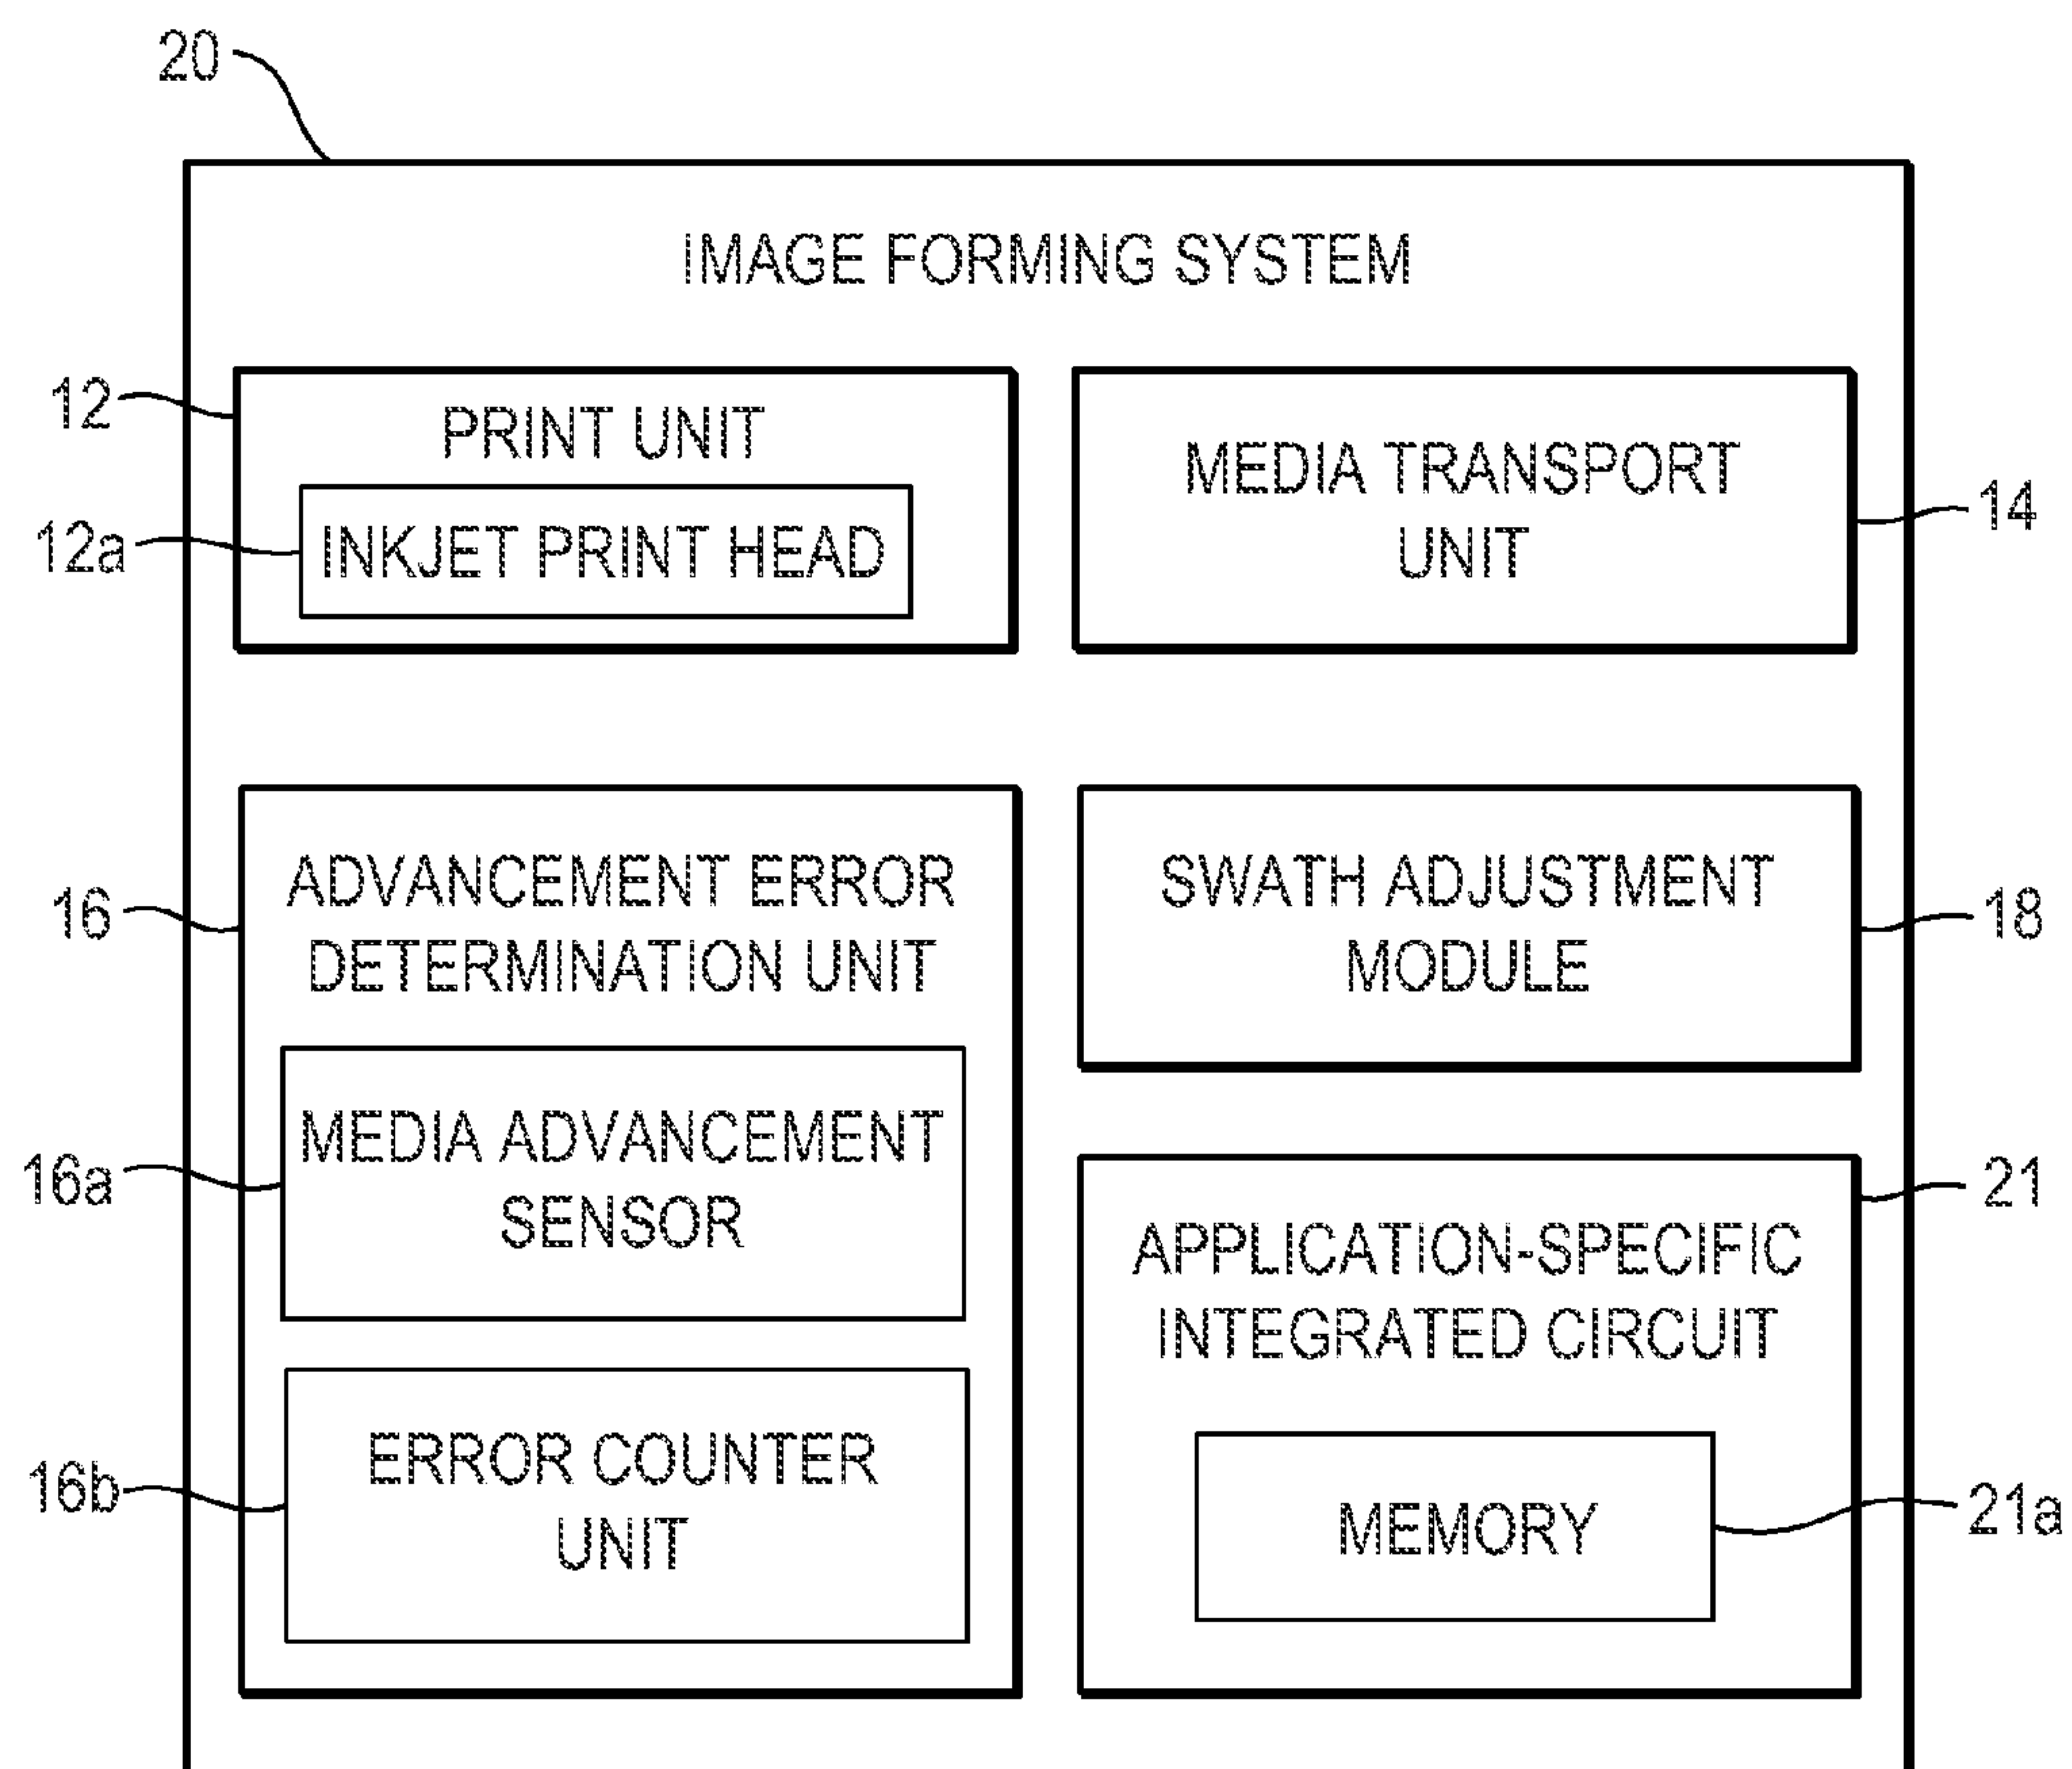 20
IMAGE FORMING SYSTEM
12
PRINT UNIT
12a
INKJET PRINT HEAD
MEDIA TRANSPORT
UNIT
14
16
ADVANCEMENT ERROR
DETERMINATION UNIT
16a
MEDIA ADVANCEMENT
SENSOR
16b
ERROR COUNTER
UNIT
SWATH ADJUSTMENT
MODULE
18
21
APPLICATION-SPECIFIC
INTEGRATED CIRCUIT
MEMORY
21a